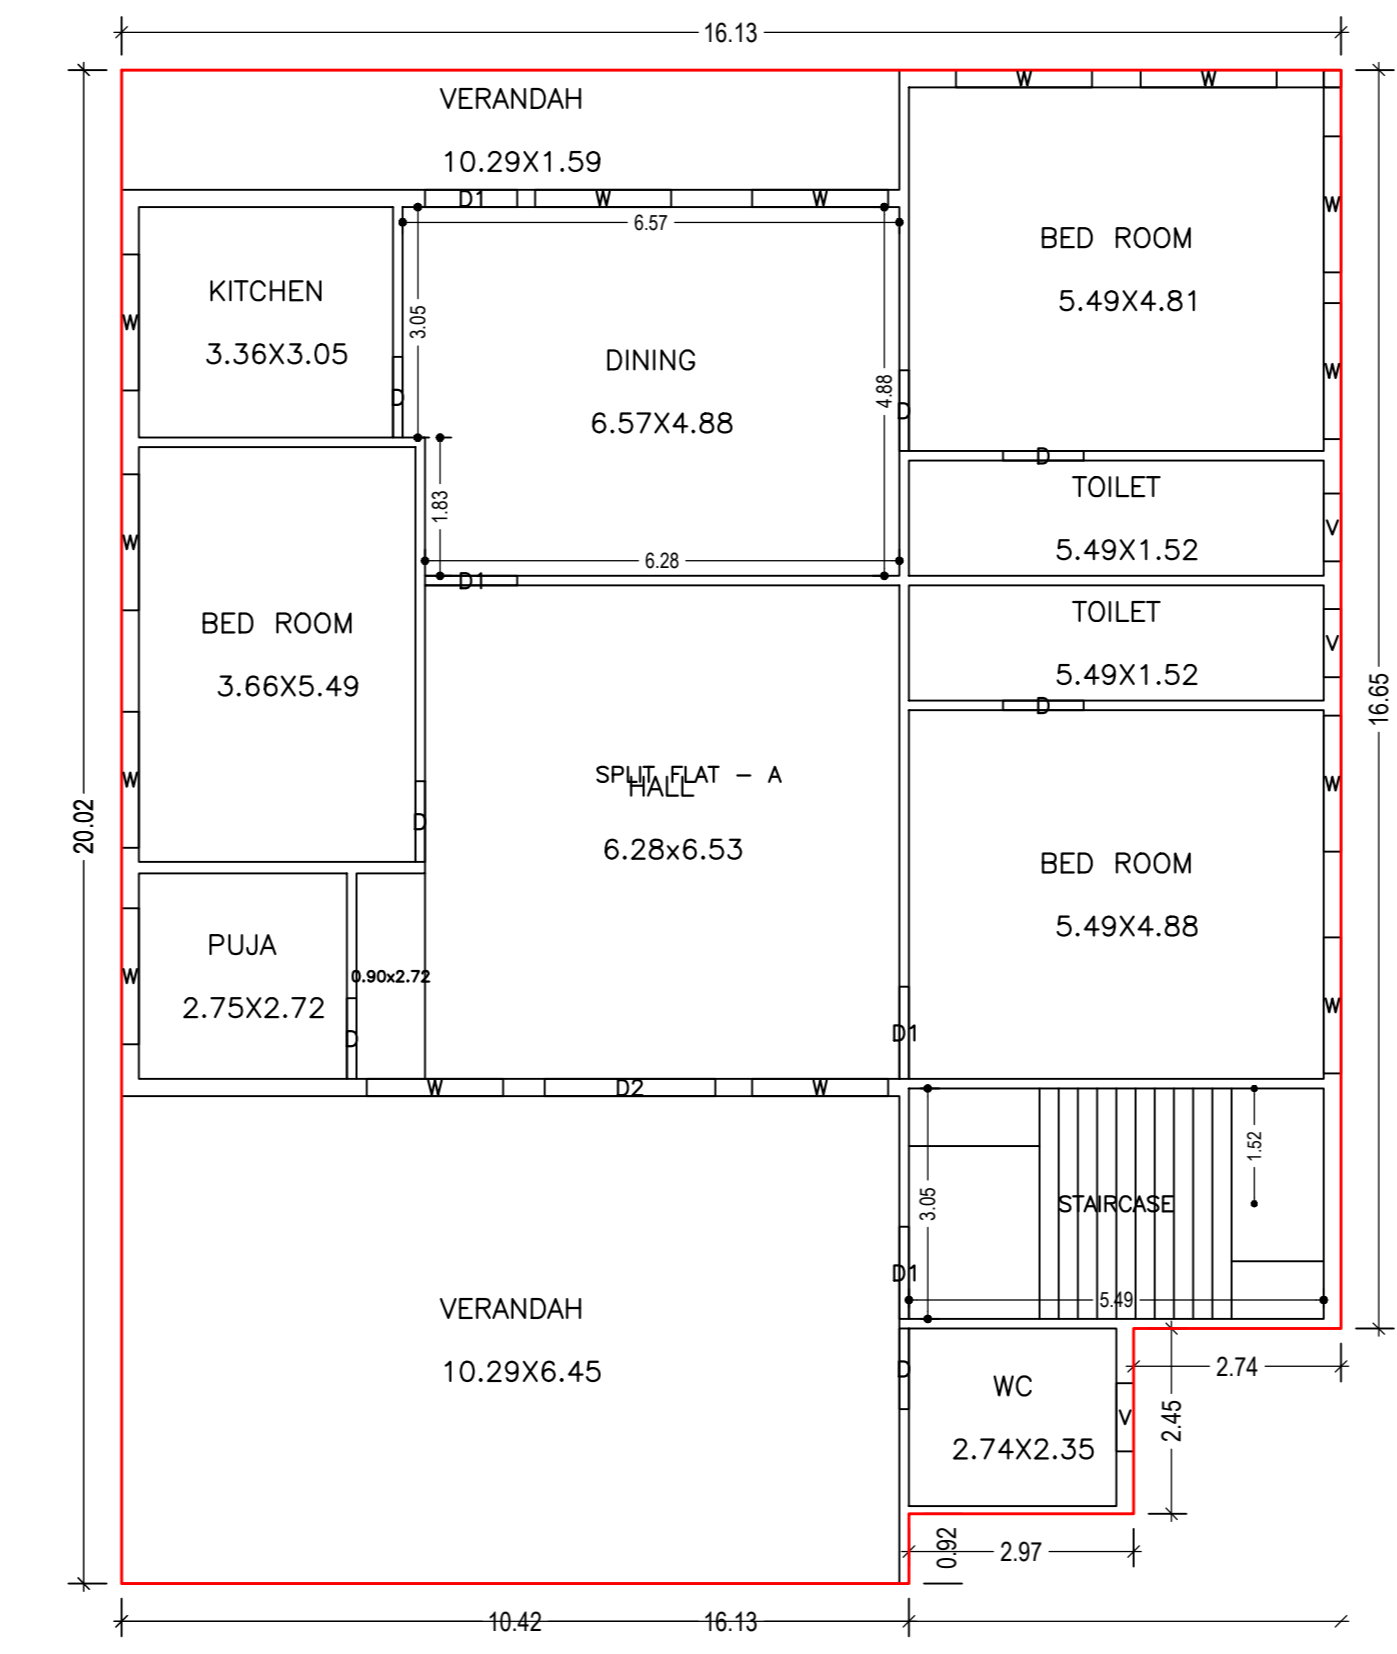 16.13
W
W
VERANDAH
10.29X1.59
D1
W
W
6.57
W
BED ROOM
5.49X4.81
KITCHEN
3.36X3.05
W
3.05
DINING
6.57X4.88
4.88
W
D
D
D
TOILET
5.49X1.52
V
1.83
6.28
W
D1
TOILET
5.49X1.52
V
BED ROOM
3.66X5.49
D
16.65
SPLIT FLAT - A
HALL
6.28x6.53
W
W
20.02
D
BED ROOM
5.49X4.88
PUJA
2.75X2.72
W
0.90x2.72
D
W
D1
W
D2
W
1.52
3.05
STAIRCASE
D1
5.49
VERANDAH
10.29X6.45
D
WC
2.74X2.35
V
2.74
2.45
0.92
2.97
10.42
16.13